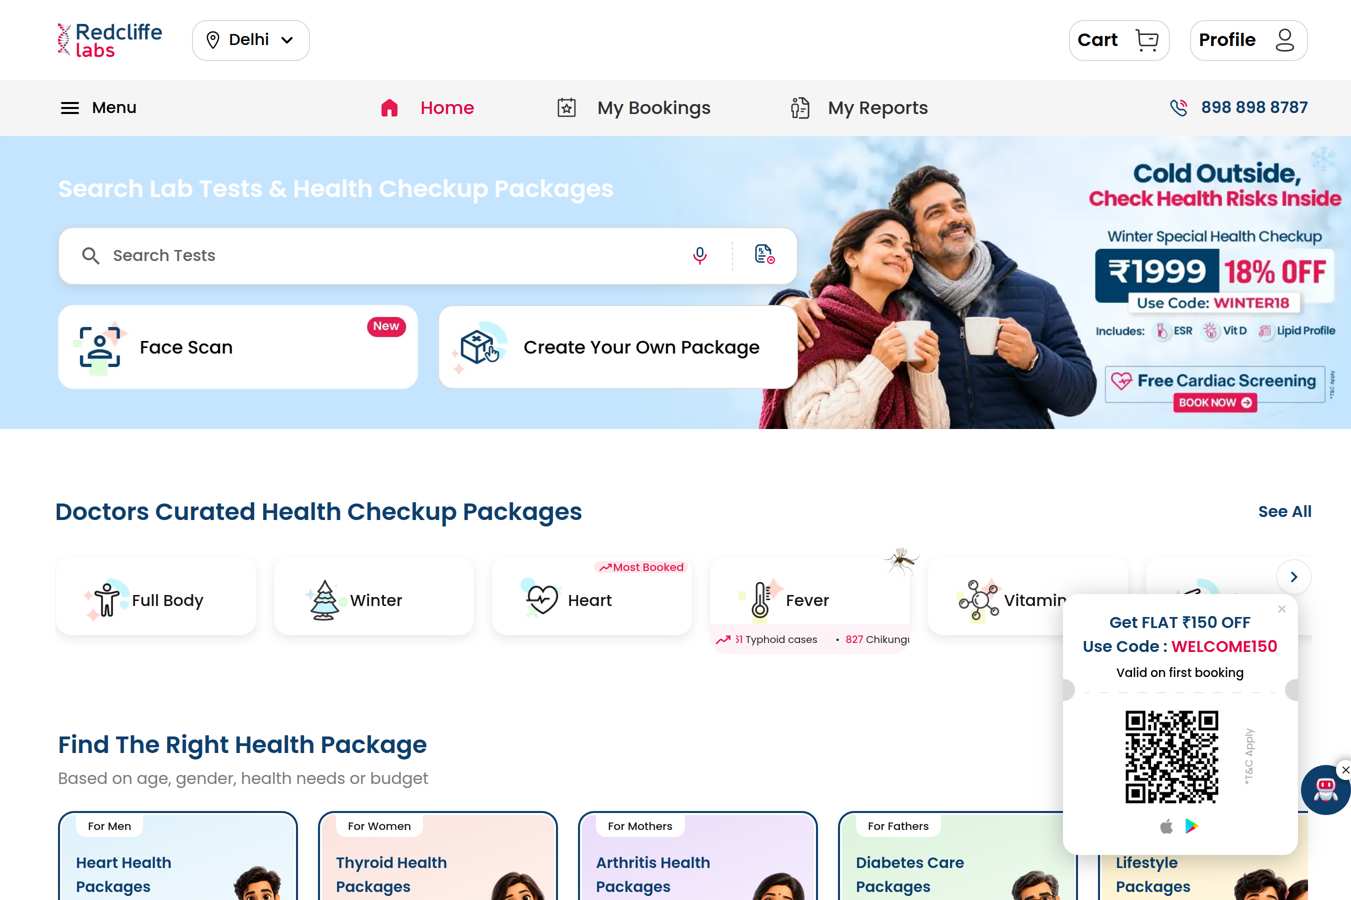 Redcliffe
labs
Delhi
Cart
Profile
Menu
Home
My Bookings
My Reports
898 898 8787
Search Lab Tests & Health Checkup Packages
Search Tests
Face Scan
New
Create Your Own Package
Cold Outside,
Check Health Risks Inside
Winter Special Health Checkup
₹1999 18% OFF
Use Code: WINTER18
Includes: ESR Vit D Lipid Profile
Free Cardiac Screening
BOOK NOW
*T&C Apply
Doctors Curated Health Checkup Packages
See All
Full Body
Winter
Most Booked
Heart
Fever
51 Typhoid cases • 827 Chikungu
Vitamin
Get FLAT ₹150 OFF
Use Code : WELCOME150
Valid on first booking
*T&C Apply
Find The Right Health Package
Based on age, gender, health needs or budget
For Men
Heart Health
Packages
For Women
Thyroid Health
Packages
For Mothers
Arthritis Health
Packages
For Fathers
Diabetes Care
Packages
Lifestyle
Packages